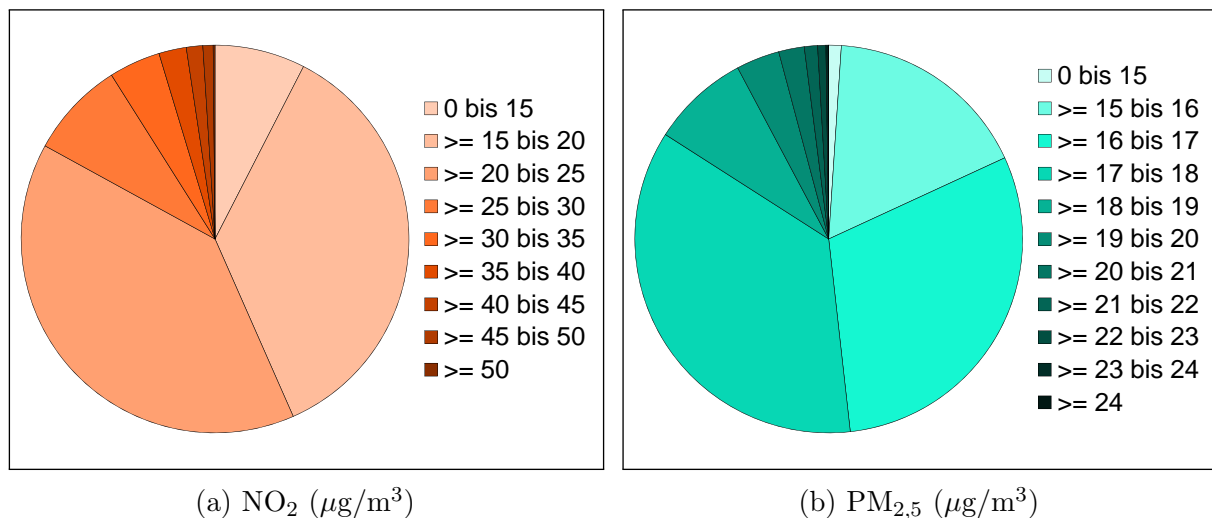 0 bis 15
>= 15 bis 20
>= 20 bis 25
>= 25 bis 30
>= 30 bis 35
>= 35 bis 40
>= 40 bis 45
>= 45 bis 50
>= 50
(a) NO₂ (μg/m³)
0 bis 15
>= 15 bis 16
>= 16 bis 17
>= 17 bis 18
>= 18 bis 19
>= 19 bis 20
>= 20 bis 21
>= 21 bis 22
>= 22 bis 23
>= 23 bis 24
>= 24
(b) PM₂,₅ (μg/m³)